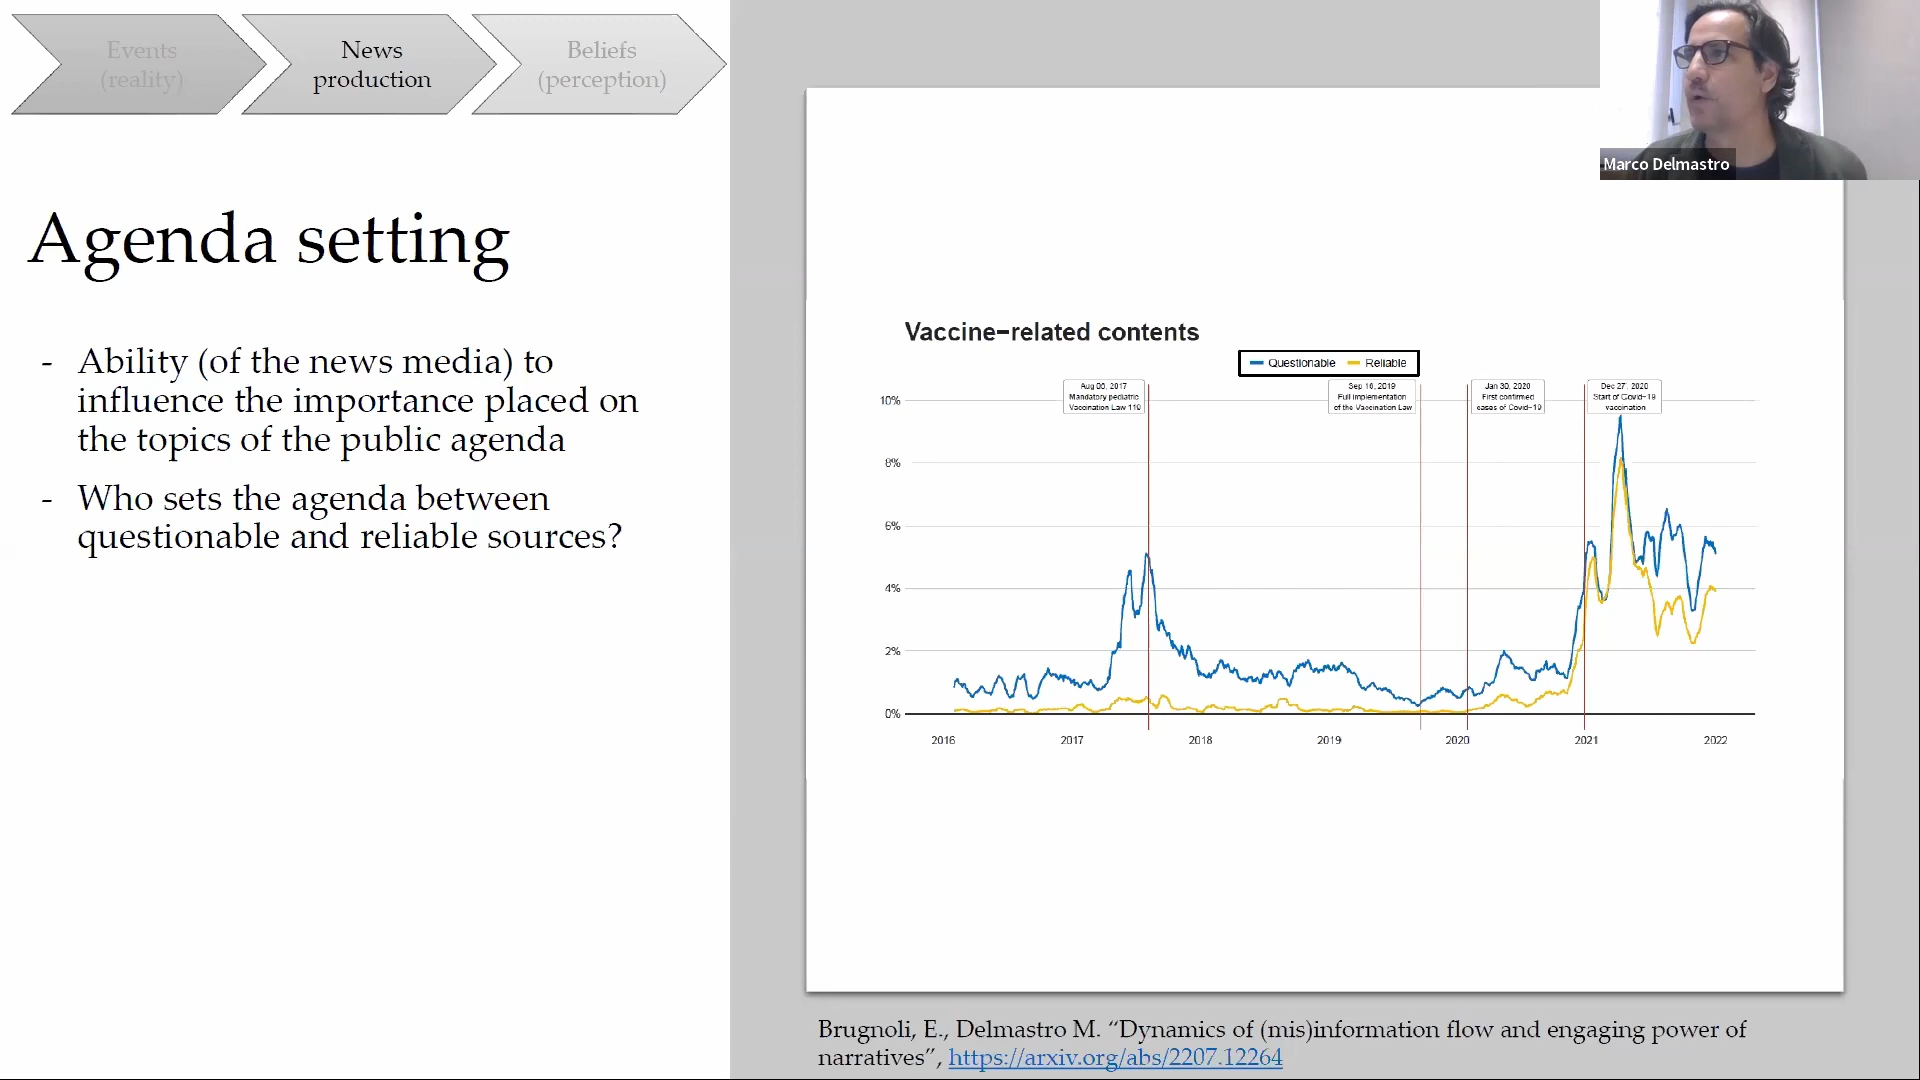 Events
(reality)
News
production
Beliefs
(perception)
Marco Delmastro
Agenda setting
- Ability (of the news media) to
influence the importance placed on
the topics of the public agenda
- Who sets the agenda between
questionable and reliable sources?
Vaccine-related contents
Questionable Reliable
Aug 06, 2017
Mandatory pediatric
Vaccination Law 119
Sep 16, 2019
Full implementation
of the Vaccination Law
Jan 30, 2020
First confirmed
cases of Covid-19
Dec 27, 2020
Start of Covid-19
vaccination
10%
8%
6%
4%
2%
0%
2016 2017 2018 2019 2020 2021 2022
Brugnoli, E., Delmastro M. “Dynamics of (mis)information flow and engaging power of
narratives”, https://arxiv.org/abs/2207.12264